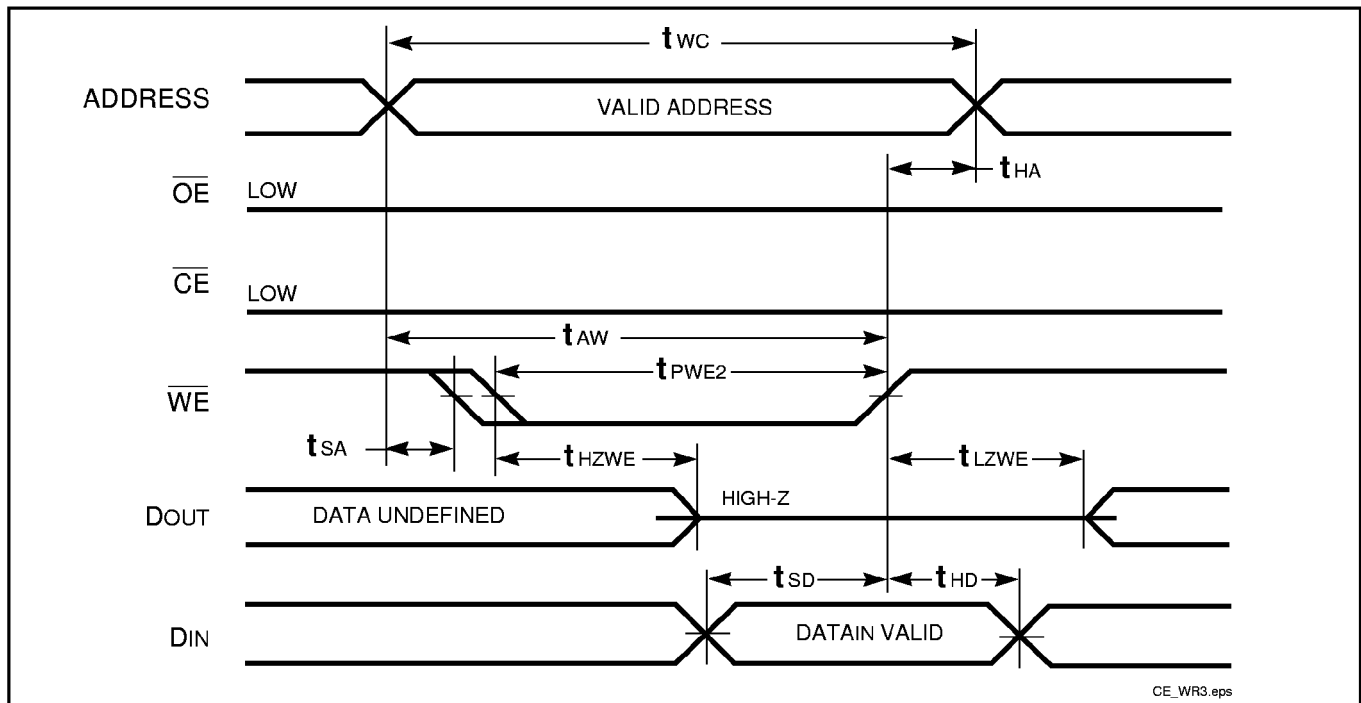 tWC
ADDRESS
VALID ADDRESS
tHA
OE
LOW
CE
LOW
tAW
tPWE2
WE
tSA
tHZWE
tLZWE
DOUT
DATA UNDEFINED
HIGH-Z
tSD
tHD
DIN
DATAIN VALID
CE_WR3.eps